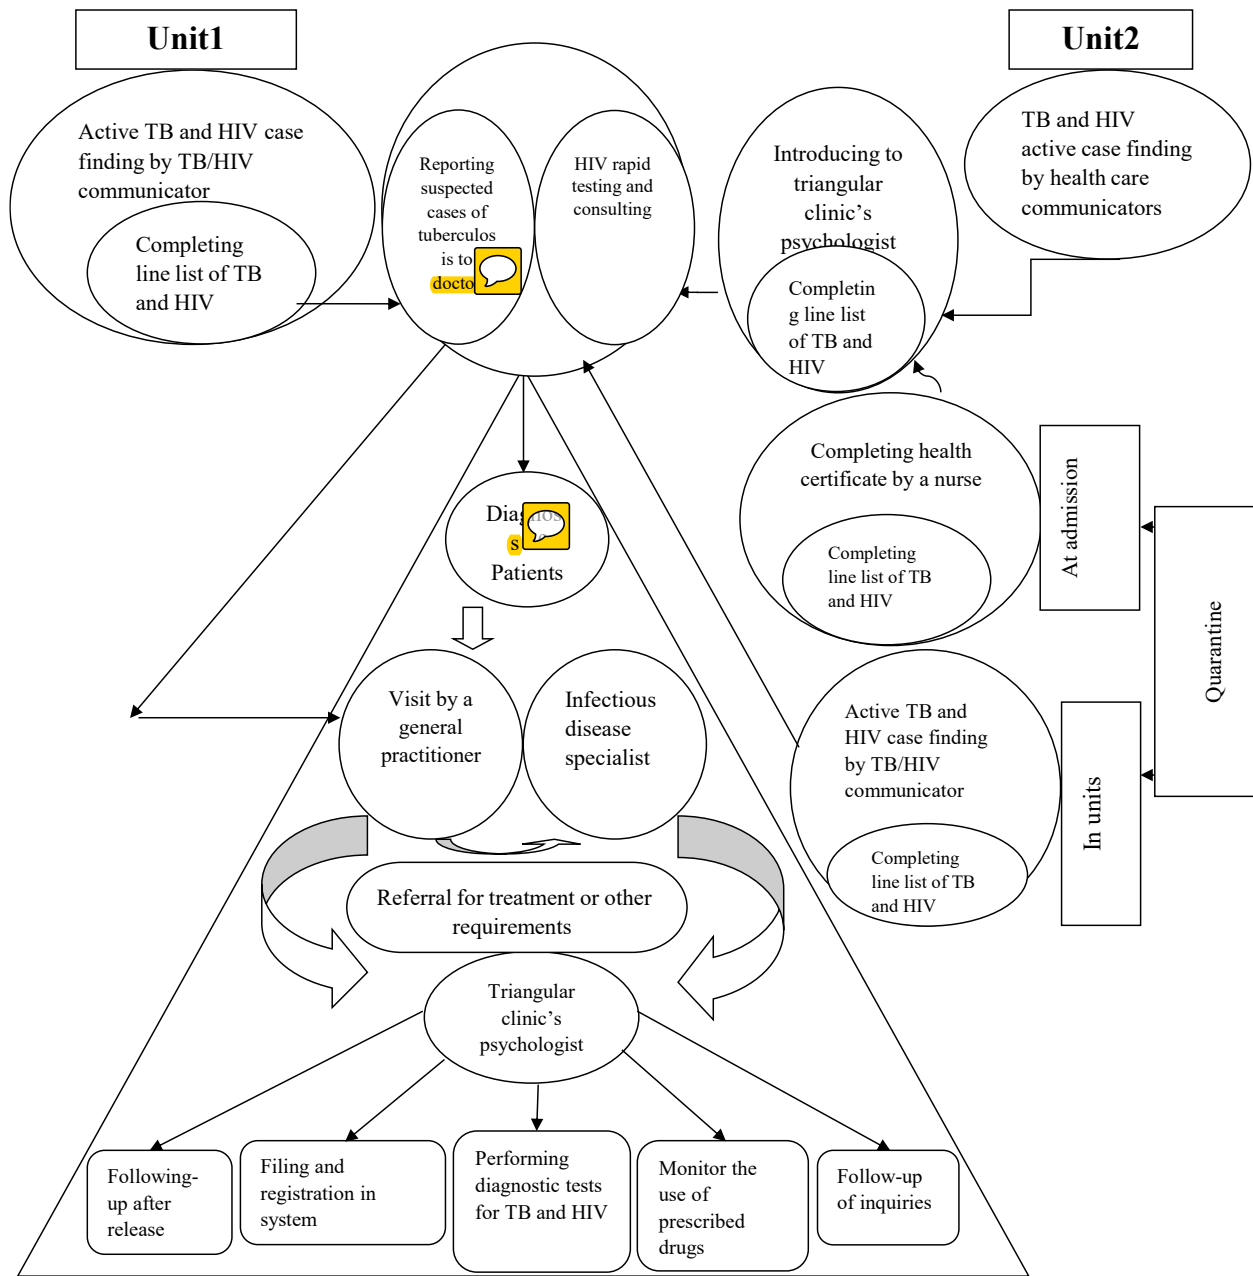 Unit1
Unit2
Active TB and HIV case
finding by TB/HIV
communicator
Completing
line list of TB
and HIV
Reporting
suspected
cases of
tuberculos
is to
docto
HIV rapid
testing and
consulting
Introducing to
triangular
clinic's
psychologist
Completin
g line list
of TB and
HIV
TB and HIV
active case finding
by health care
communicators
Completing health
certificate by a nurse
Completing
line list of TB
and HIV
At admission
Quarantine
Active TB and
HIV case finding
by TB/HIV
communicator
Completing
line list of TB
and HIV
In units
Patients
Visit by a
general
practitioner
Infectious
disease
specialist
Referral for treatment or other
requirements
Triangular
clinic's
psychologist
Following-
up after
release
Filing and
registration in
system
Performing
diagnostic tests
for TB and HIV
Monitor the
use of
prescribed
drugs
Follow-up
of inquiries